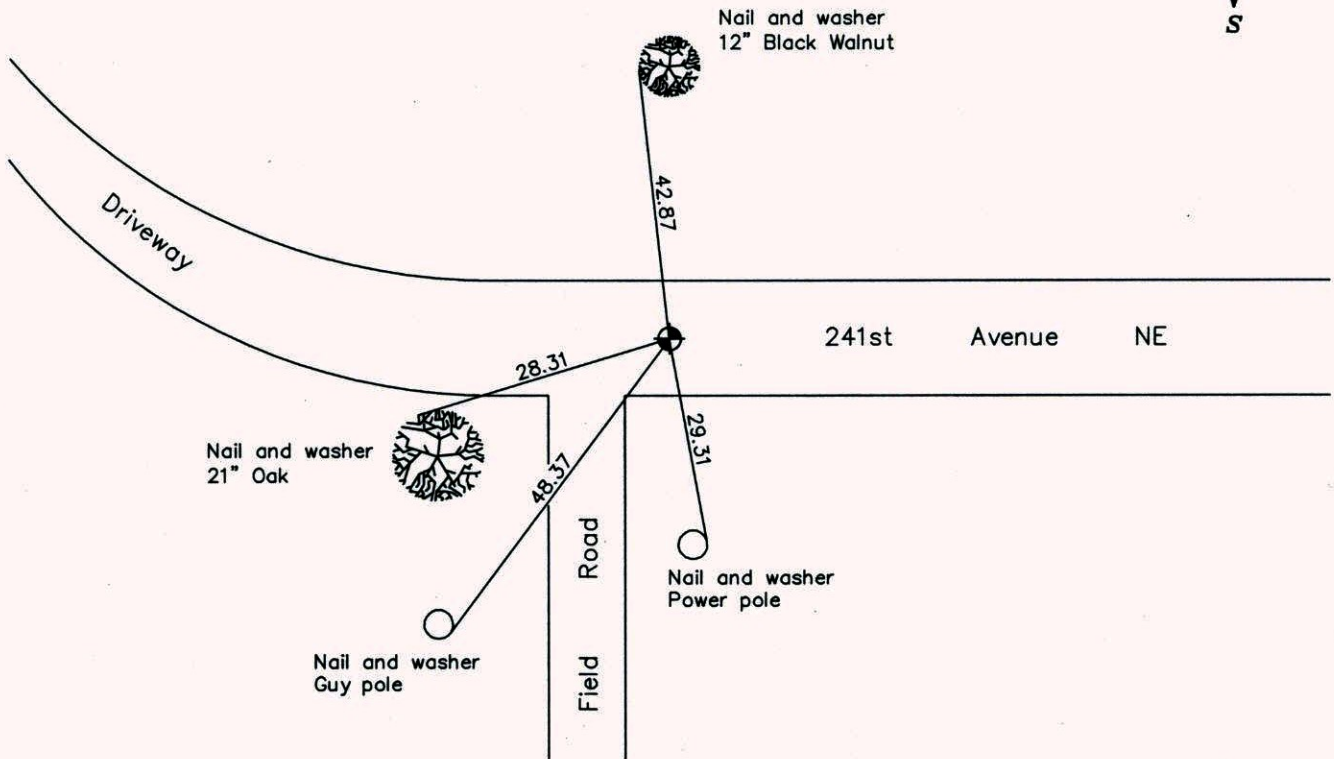 Nail and washer
12" Black Walnut
S
42.87
Driveway
241st Avenue NE
28.31
29.31
Nail and washer
21" Oak
48.37
Field Road
Nail and washer
Power pole
Nail and washer
Guy pole